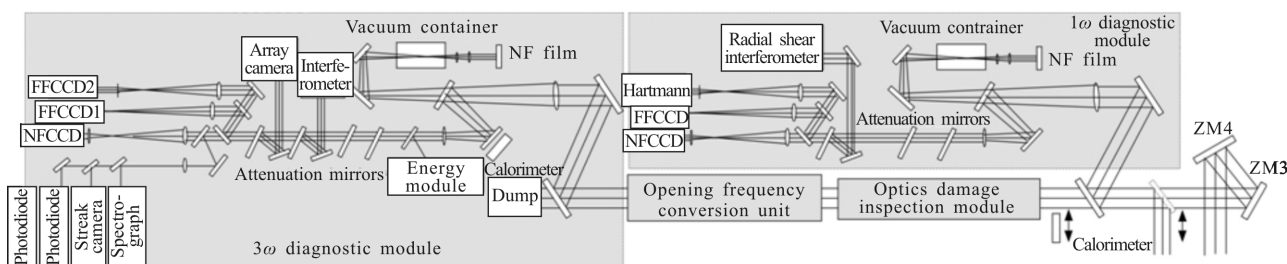 Vacuum container
Array
camera
Interfe-
rometer
NF film
FFCCD2
FFCCD1
NFCCD
Attenuation mirrors
Energy
module
Calorimeter
Dump
Photodiode
Photodiode
Streak
camera
Spectro-
graph
3ω diagnostic module
Vacuum contrainer
1ω diagnostic
module
Radial shear
interferometer
NF film
Hartmann
FFCCD
NFCCD
Attenuation mirrors
ZM4
ZM3
Opening frequency
conversion unit
Optics damage
inspection module
Calorimeter